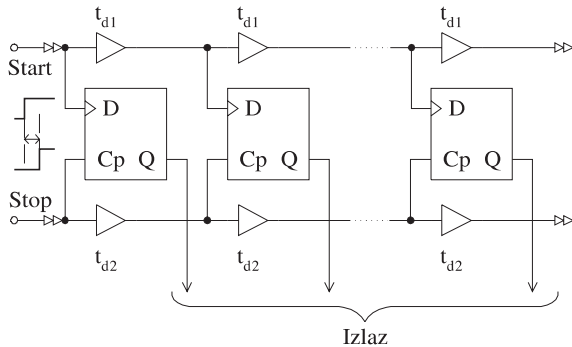 t_d1 t_d1 t_d1
Start
D D D
Cp Q Cp Q Cp Q
Stop
t_d2 t_d2 t_d2
Izlaz